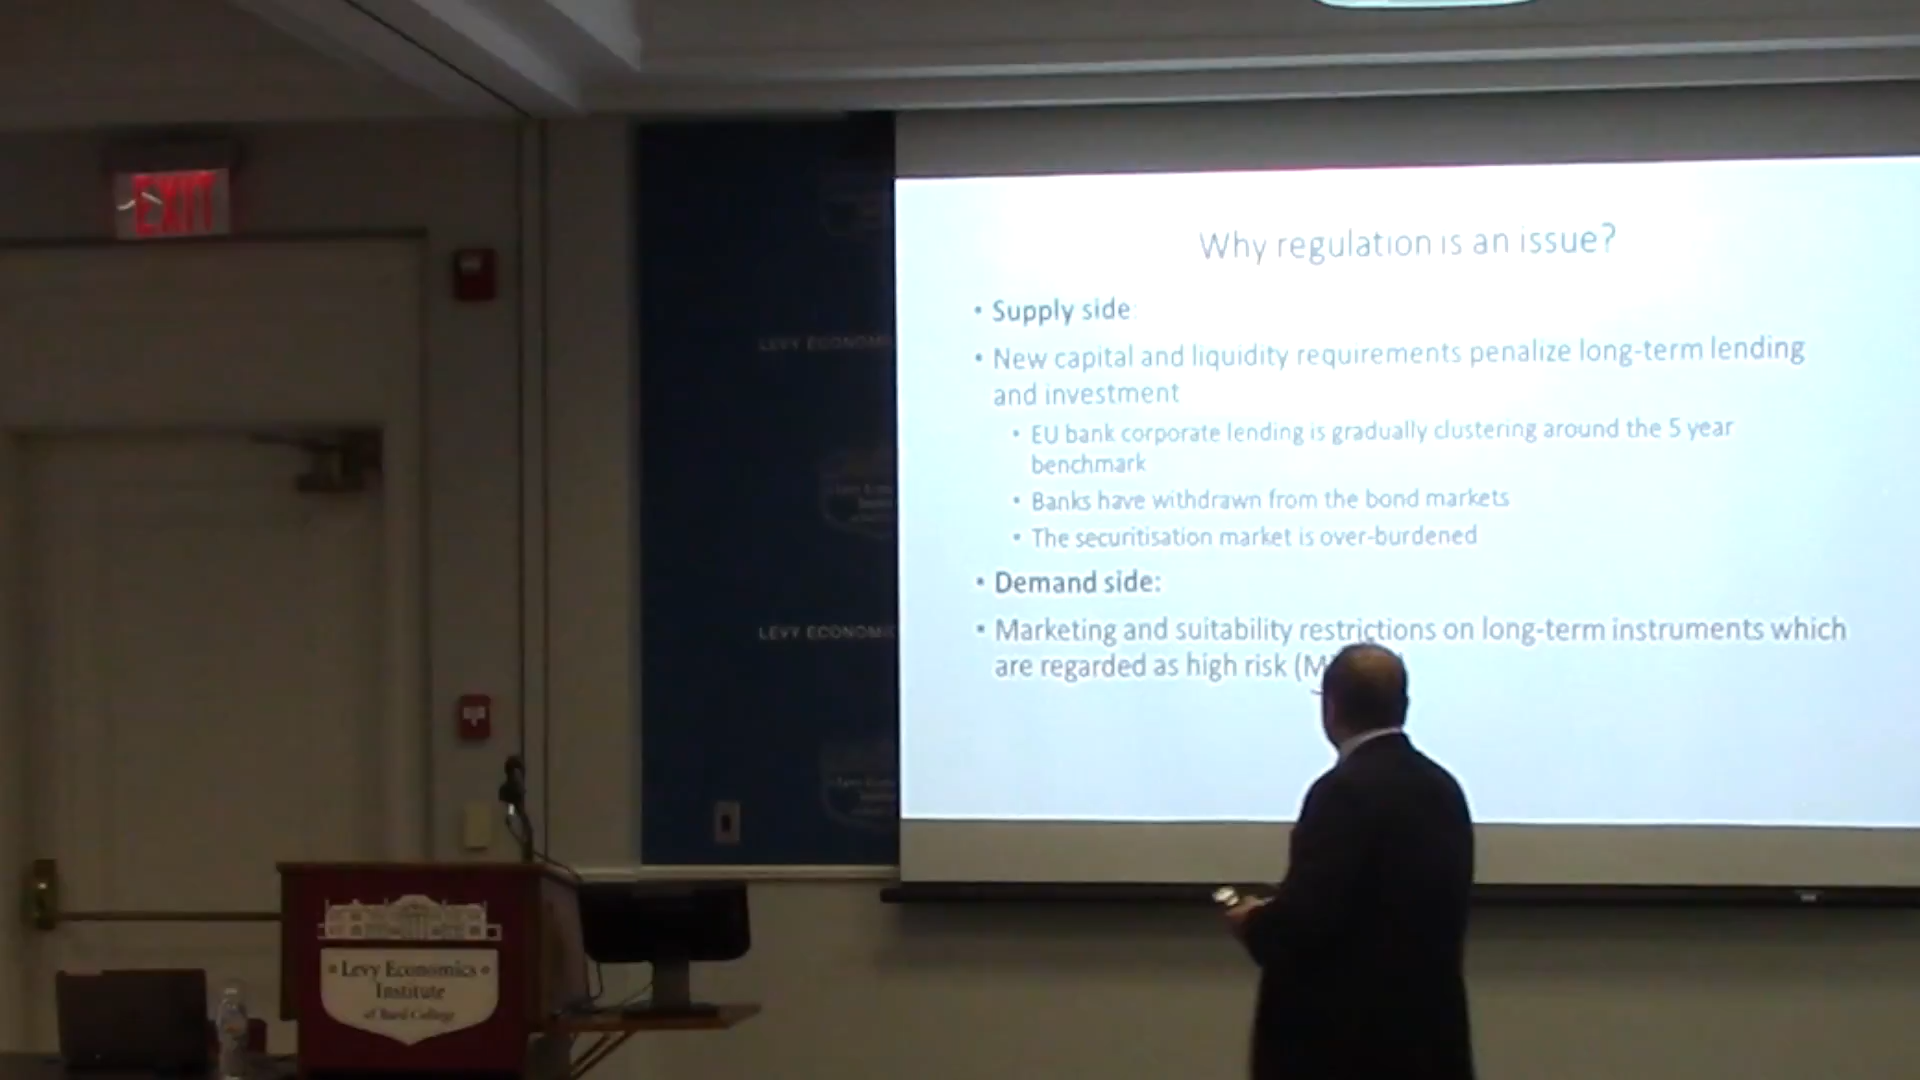 EXIT
Why regulation is an issue?
• Supply side:
• New capital and liquidity requirements penalize long-term lending
and investment
• EU bank corporate lending is gradually clustering around the 5 year
benchmark
• Banks have withdrawn from the bond markets
• The securitisation market is over-burdened
• Demand side:
• Marketing and suitability restrictions on long-term instruments which
are regarded as high risk
LEVY
LEVY
Levy Economics
Institute
of Bard College